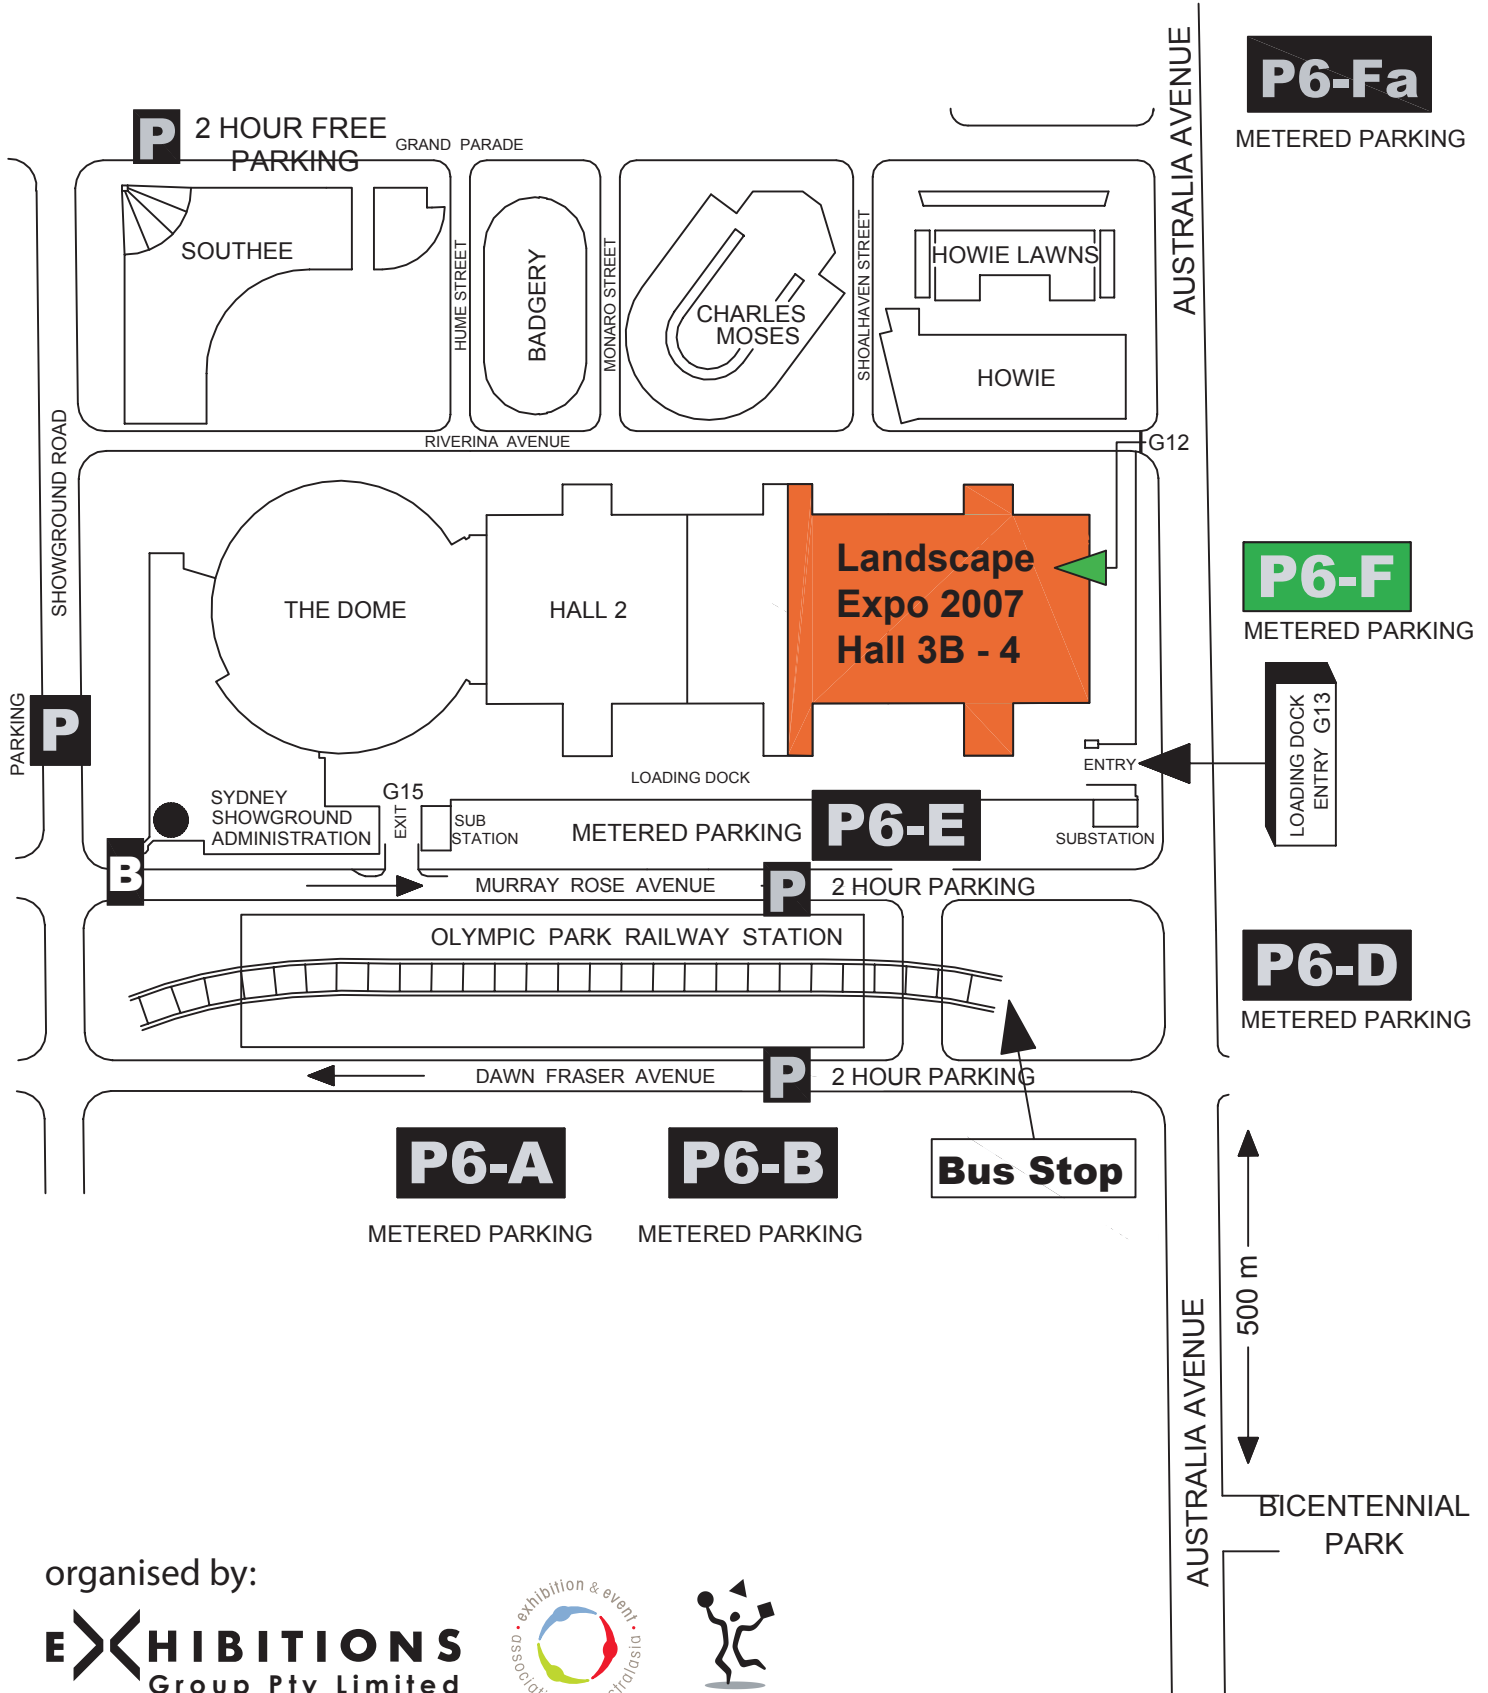 AUSTRALIA AVENUE
P6-Fa
METERED PARKING
P
2 HOUR FREE
PARKING
GRAND PARADE
SOUTHEE
HUME STREET
BADGERY
MONARO STREET
CHARLES
MOSES
SHOALHAVEN STREET
HOWIE LAWNS
HOWIE
RIVERINA AVENUE
G12
SHOWGROUND ROAD
THE DOME
HALL 2
Landscape
Expo 2007
Hall 3B - 4
P6-F
METERED PARKING
PARKING
P
LOADING DOCK
ENTRY G13
ENTRY
LOADING DOCK
G15
EXIT
SYDNEY
SHOWGROUND
ADMINISTRATION
SUB
STATION
METERED PARKING
P6-E
SUBSTATION
B
MURRAY ROSE AVENUE
P
2 HOUR PARKING
OLYMPIC PARK RAILWAY STATION
P6-D
METERED PARKING
DAWN FRASER AVENUE
P
2 HOUR PARKING
P6-A
METERED PARKING
P6-B
METERED PARKING
Bus Stop
500 m
AUSTRALIA AVENUE
BICENTENNIAL
PARK
organised by:
EXHIBITIONS
Group Pty Limited
exhibition & event